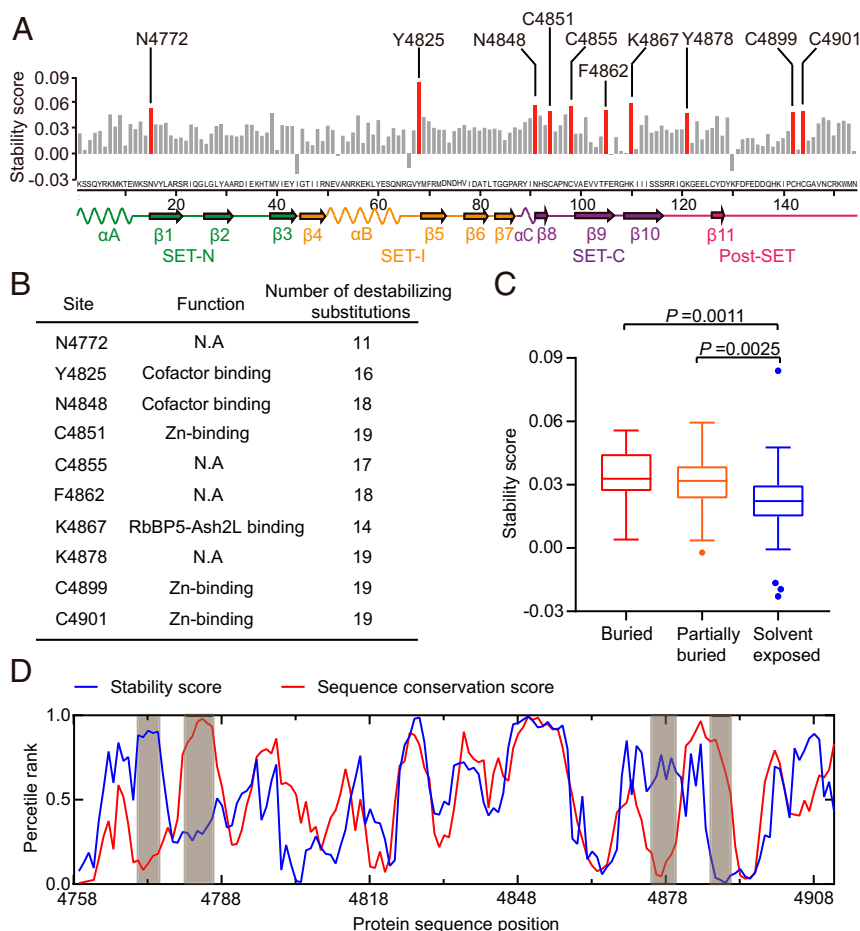 A
N4772
Y4825
N4848
C4851
C4855
F4862
K4867
Y4878
C4899
C4901
Stability score
0.09
0.06
0.03
0.00
-0.03
KSSQYRKMKTEWKSNVYLARSRIQGLGLYAARDIEKHTMVIEYIGTIIRNEVANRKEKLYESQNRGVYMFRMDNDHVIDATLTGGPARYINHSCAPNCVAEVVTFERGHKIIISSSRRIQKGEELCYDYKFDFEDDQHKIPCHCGAVNCRKWMN
20 40 60 80 100 120 140
αA β1 β2 β3 β4 αB β5 β6 β7 αC β8 β9 β10 β11
SET-N SET-I SET-C Post-SET
B
Site Function Number of destabilizing substitutions
N4772 N.A 11
Y4825 Cofactor binding 16
N4848 Cofactor binding 18
C4851 Zn-binding 19
C4855 N.A 17
F4862 N.A 18
K4867 RbBP5-Ash2L binding 14
K4878 N.A 19
C4899 Zn-binding 19
C4901 Zn-binding 19
C
P =0.0011
P =0.0025
Stability score
0.09
0.06
0.03
0.00
-0.03
Buried
Partially buried
Solvent exposed
D
Stability score
Sequence conservation score
Percetile rank
1.0
0.5
0.0
4758 4788 4818 4848 4878 4908
Protein sequence position